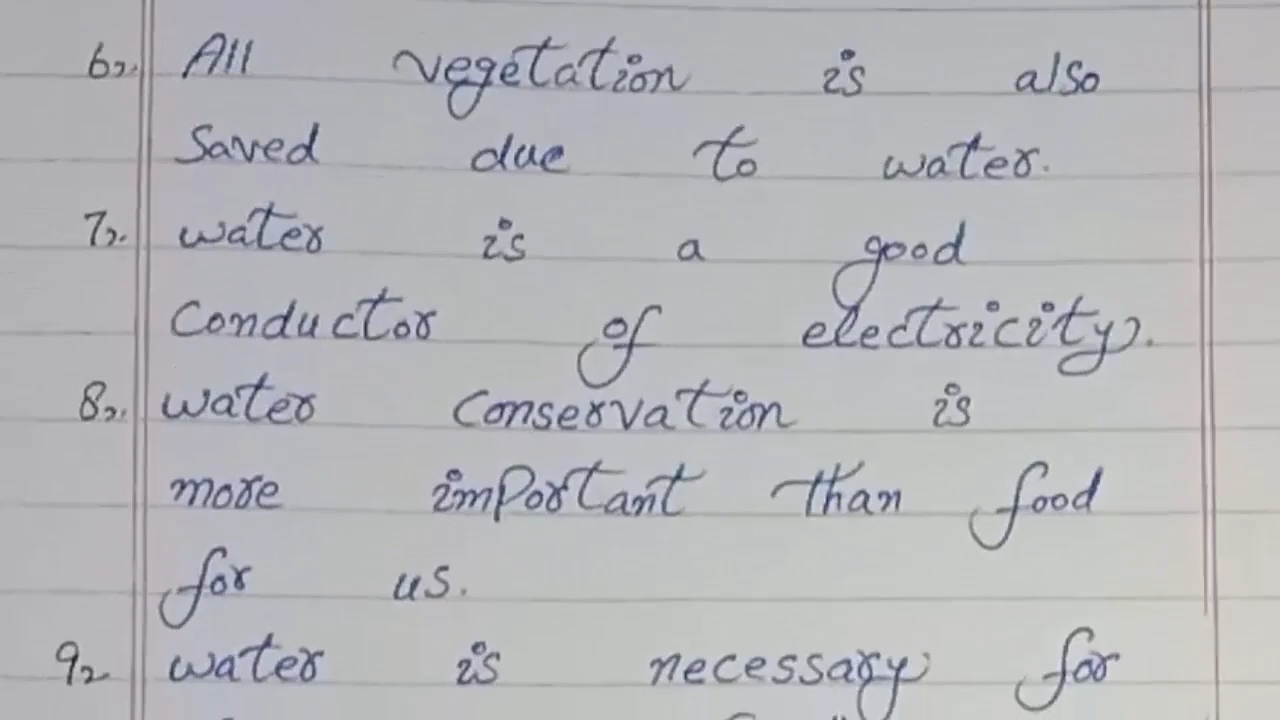 6). All vegetation is also
saved due to water.
7). water is a good
conductor of electricity.
8). water conservation is
more important than food
for us.
9) water is necessary for